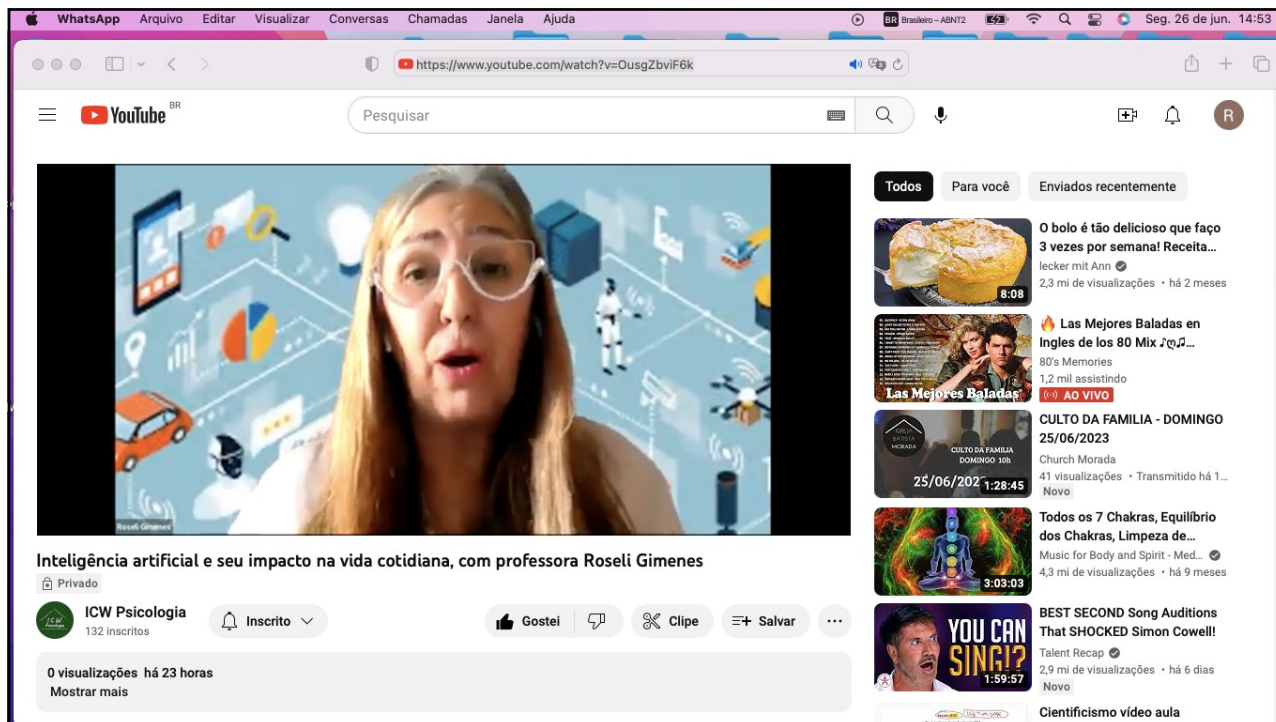 WhatsApp Arquivo Editar Visualizar Conversas Chamadas Janela Ajuda
BR Brasileiro – ABNT2 Seg. 26 de jun. 14:53
https://www.youtube.com/watch?v=OusgZbviF6k
YouTube BR
Pesquisar
R
Roseli Gimenes
Inteligência artificial e seu impacto na vida cotidiana, com professora Roseli Gimenes
Privado
ICW Psicologia
132 inscritos
Inscrito
Gostei
Clipe
Salvar
0 visualizações há 23 horas
Mostrar mais
Todos Para você Enviados recentemente
8:08
O bolo é tão delicioso que faço
3 vezes por semana! Receita...
lecker mit Ann
2,3 mi de visualizações • há 2 meses
Las Mejores Baladas
Las Mejores Baladas en
Ingles de los 80 Mix
80's Memories
1,2 mil assistindo
AO VIVO
IGREJA
BATISTA
MORADA
CULTO DA FAMILIA
DOMINGO 10h
25/06/202
1:28:45
CULTO DA FAMILIA - DOMINGO
25/06/2023
Church Morada
41 visualizações • Transmitido há 1...
Novo
3:03:03
Todos os 7 Chakras, Equilíbrio
dos Chakras, Limpeza de...
Music for Body and Spirit - Med...
4,3 mi de visualizações • há 9 meses
YOU CAN
SING!?
1:59:57
BEST SECOND Song Auditions
That SHOCKED Simon Cowell!
Talent Recap
2,9 mi de visualizações • há 6 dias
Novo
Cientificismo vídeo aula